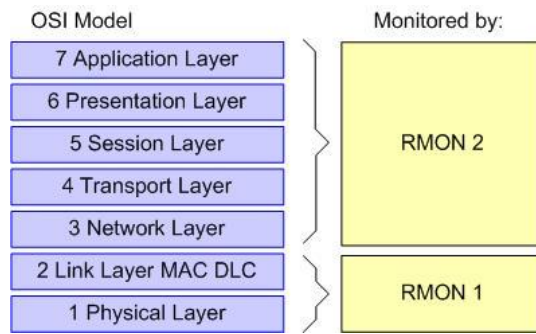 OSI Model
Monitored by:
7 Application Layer
6 Presentation Layer
5 Session Layer
4 Transport Layer
3 Network Layer
RMON 2
2 Link Layer MAC DLC
1 Physical Layer
RMON 1